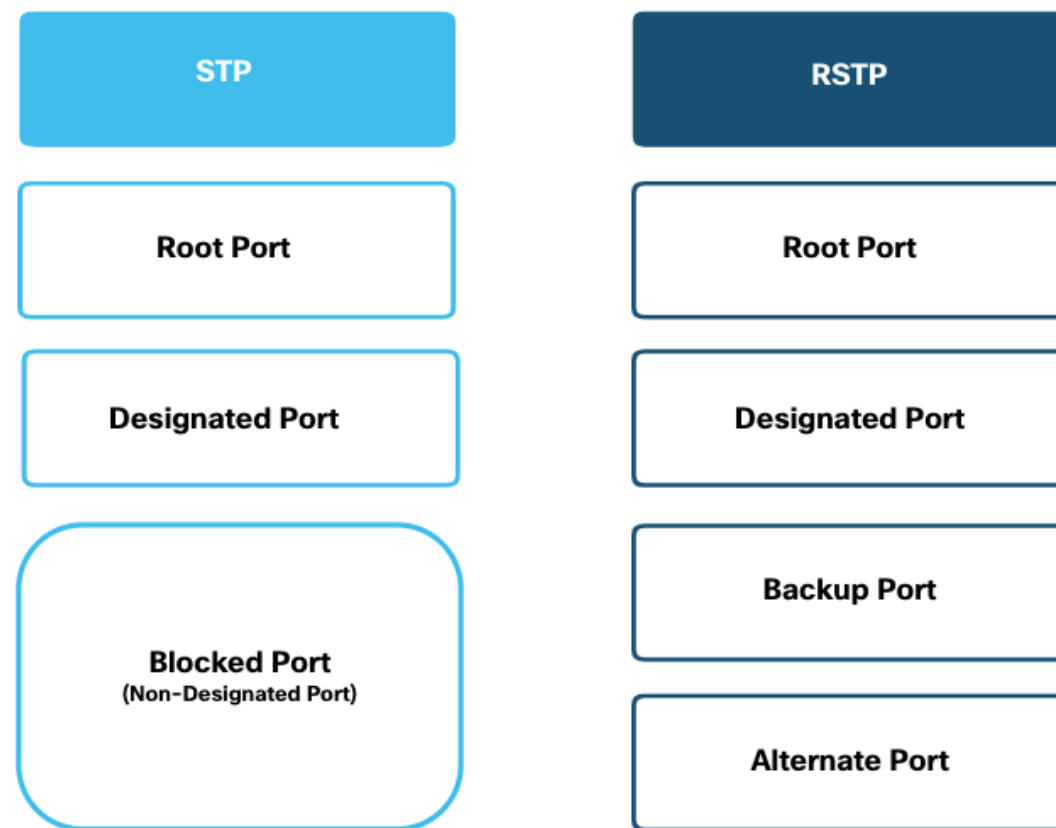 STP
Root Port
Designated Port
Blocked Port
(Non-Designated Port)
RSTP
Root Port
Designated Port
Backup Port
Alternate Port